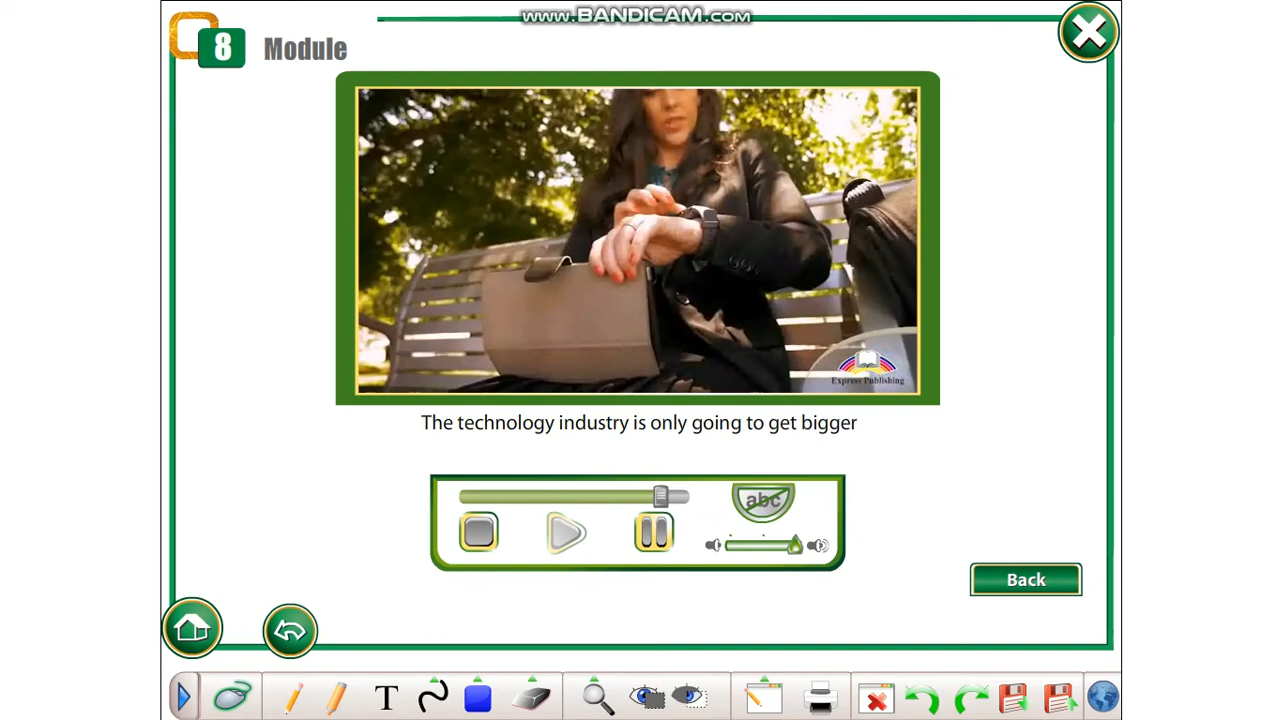 www.BANDICAM.com
8 Module
Express Publishing
The technology industry is only going to get bigger
abc
Back
T